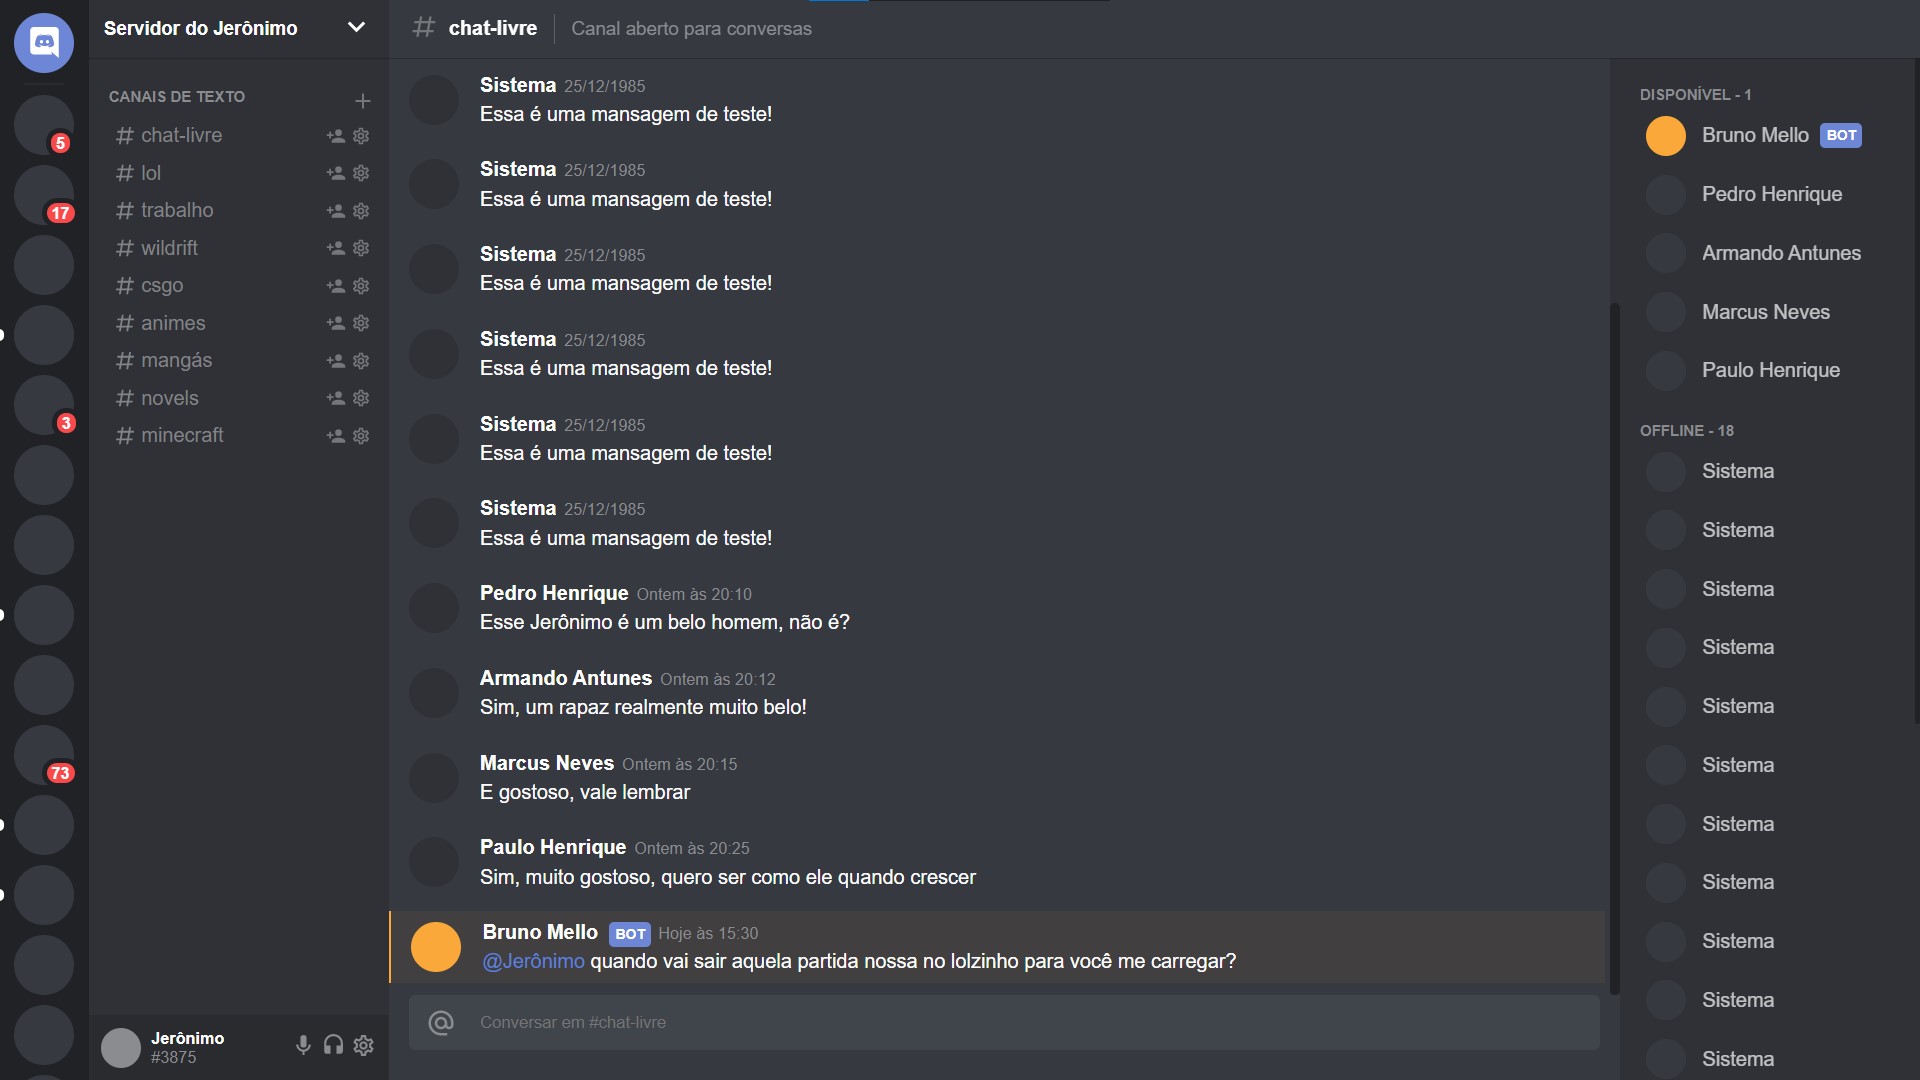 5
17
3
73
Servidor do Jerônimo
CANAIS DE TEXTO
# chat-livre
# lol
# trabalho
# wildrift
# csgo
# animes
# mangás
# novels
# minecraft
Jerônimo
#3875
# chat-livre
Canal aberto para conversas
Sistema 25/12/1985
Essa é uma mansagem de teste!
Sistema 25/12/1985
Essa é uma mansagem de teste!
Sistema 25/12/1985
Essa é uma mansagem de teste!
Sistema 25/12/1985
Essa é uma mansagem de teste!
Sistema 25/12/1985
Essa é uma mansagem de teste!
Sistema 25/12/1985
Essa é uma mansagem de teste!
Pedro Henrique Ontem às 20:10
Esse Jerônimo é um belo homem, não é?
Armando Antunes Ontem às 20:12
Sim, um rapaz realmente muito belo!
Marcus Neves Ontem às 20:15
E gostoso, vale lembrar
Paulo Henrique Ontem às 20:25
Sim, muito gostoso, quero ser como ele quando crescer
Bruno Mello BOT Hoje às 15:30
@Jerônimo quando vai sair aquela partida nossa no lolzinho para você me carregar?
@ Conversar em #chat-livre
DISPONÍVEL - 1
Bruno Mello BOT
Pedro Henrique
Armando Antunes
Marcus Neves
Paulo Henrique
OFFLINE - 18
Sistema
Sistema
Sistema
Sistema
Sistema
Sistema
Sistema
Sistema
Sistema
Sistema
Sistema